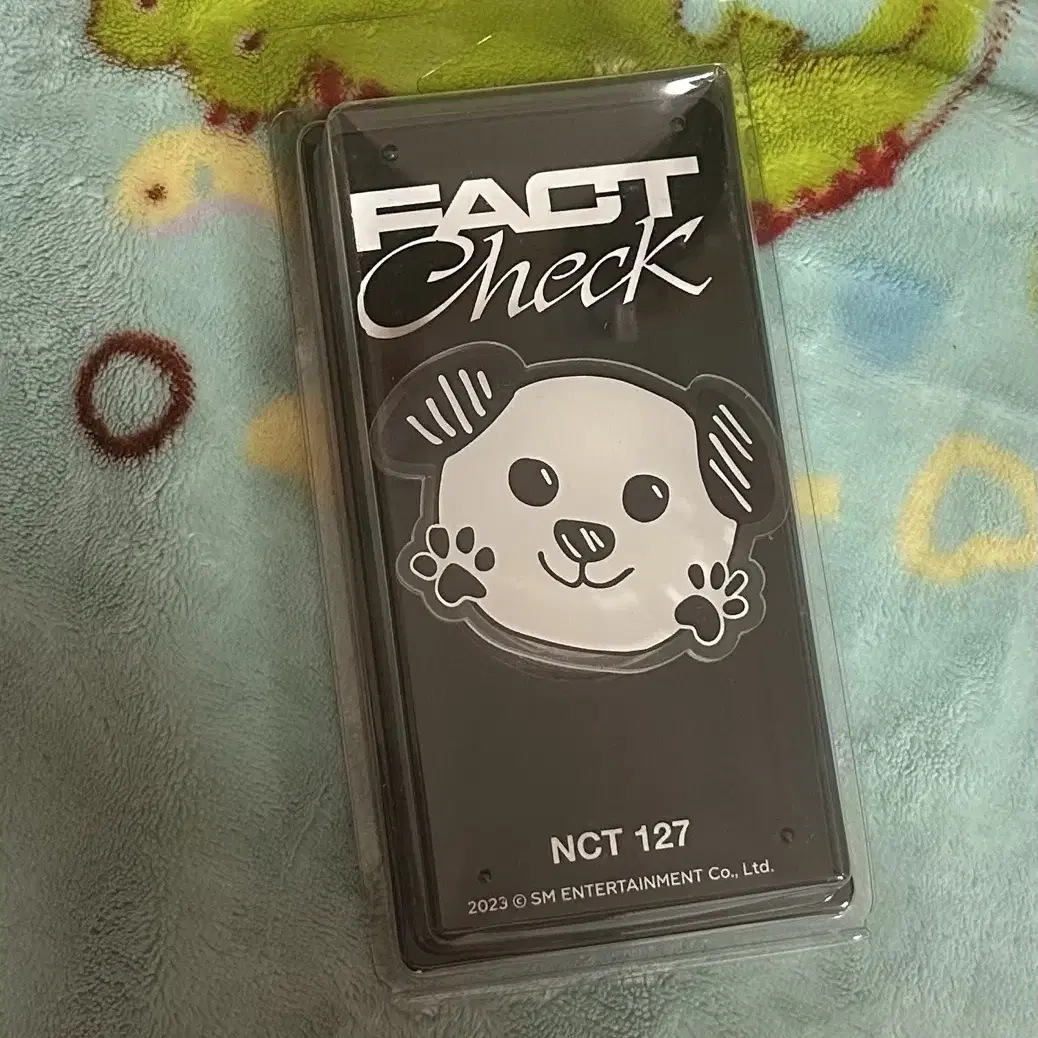 FACT
Check
NCT 127
2023 © SM ENTERTAINMENT Co., Ltd.